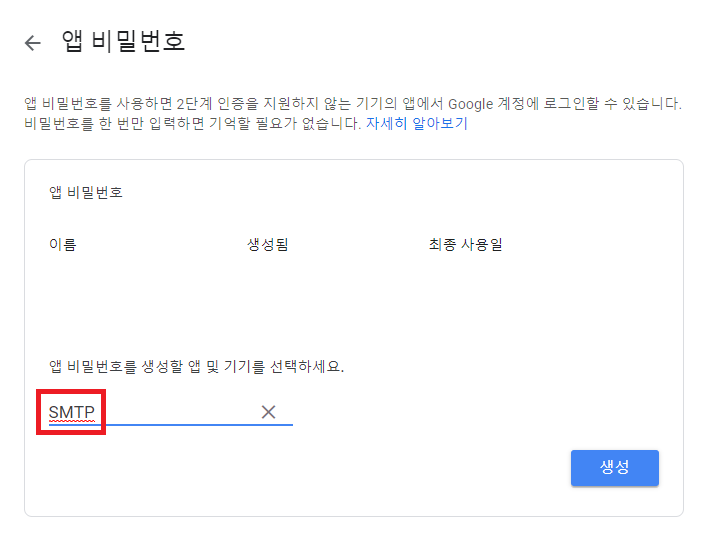 앱 비밀번호
앱 비밀번호를 사용하면 2단계 인증을 지원하지 않는 기기의 앱에서 Google 계정에 로그인할 수 있습니다.
비밀번호를 한 번만 입력하면 기억할 필요가 없습니다. 자세히 알아보기
앱 비밀번호
이름 생성됨 최종 사용일
앱 비밀번호를 생성할 앱 및 기기를 선택하세요.
SMTP
생성